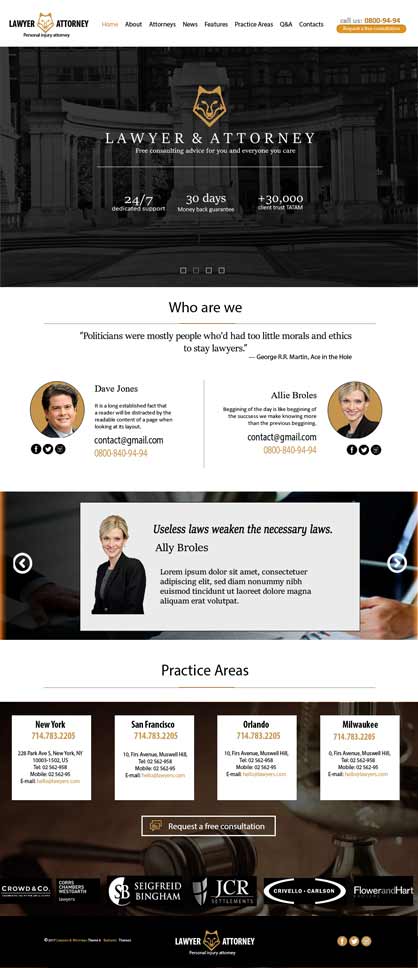 LAWYER ATTORNEY
Personal injury attorney
Home About Attorneys News Features Practice Areas Q&A Contacts
call us: 0800-94-94
Request a free consultation
LAWYER & ATTORNEY
Free consulting advice for you and everyone you care
24/7
dedicated support
30 days
Money back guarantee
+30,000
client trust TATAM
Who are we
“Politicians were mostly people who'd had too little morals and ethics
to stay lawyers.”
— George R.R. Martin, Ace in the Hole
Dave Jones
It is a long established fact that
a reader will be distracted by the
readable content of a page when
looking at its layout.
contact@gmail.com
0800-840-94-94
Allie Broles
Beggining of the day is like beggining of
the success we make knowing more
than the previous beggining.
contact@gmail.com
0800-840-94-94
Useless laws weaken the necessary laws.
Ally Broles
Lorem ipsum dolor sit amet, consectetuer
adipiscing elit, sed diam nonummy nibh
euismod tincidunt ut laoreet dolore magna
aliquam erat volutpat.
Practice Areas
New York
714.783.2205
228 Park Ave S, New York, NY
10003-1502, US
Tel: 02 562-958
Mobile: 02 562-95
E-mail: hello@lawyers.com
San Francisco
714.783.2205
10, Firs Avenue, Muswell Hill,
Tel: 02 562-958
Mobile: 02 562-95
E-mail: hello@lawyers.com
Orlando
714.783.2205
10, Firs Avenue, Muswell Hill,
Tel: 02 562-958
Mobile: 02 562-95
E-mail: hello@lawyers.com
Milwaukee
714.783.2205
0, Firs Avenue, Muswell Hill,
Tel: 02 562-958
Mobile: 02 562-95
E-mail: hello@lawyers.com
Request a free consultation
CROWD & CO.
CORRS
CHAMBERS
WESTGARTH
lawyers
SB SEIGFREID
BINGHAM
JCR
SETTLEMENTS
CRIVELLO · CARLSON
FlowerandHart
© 2017 Lawyer & Attorney Theme
LAWYER ATTORNEY
Personal injury attorney